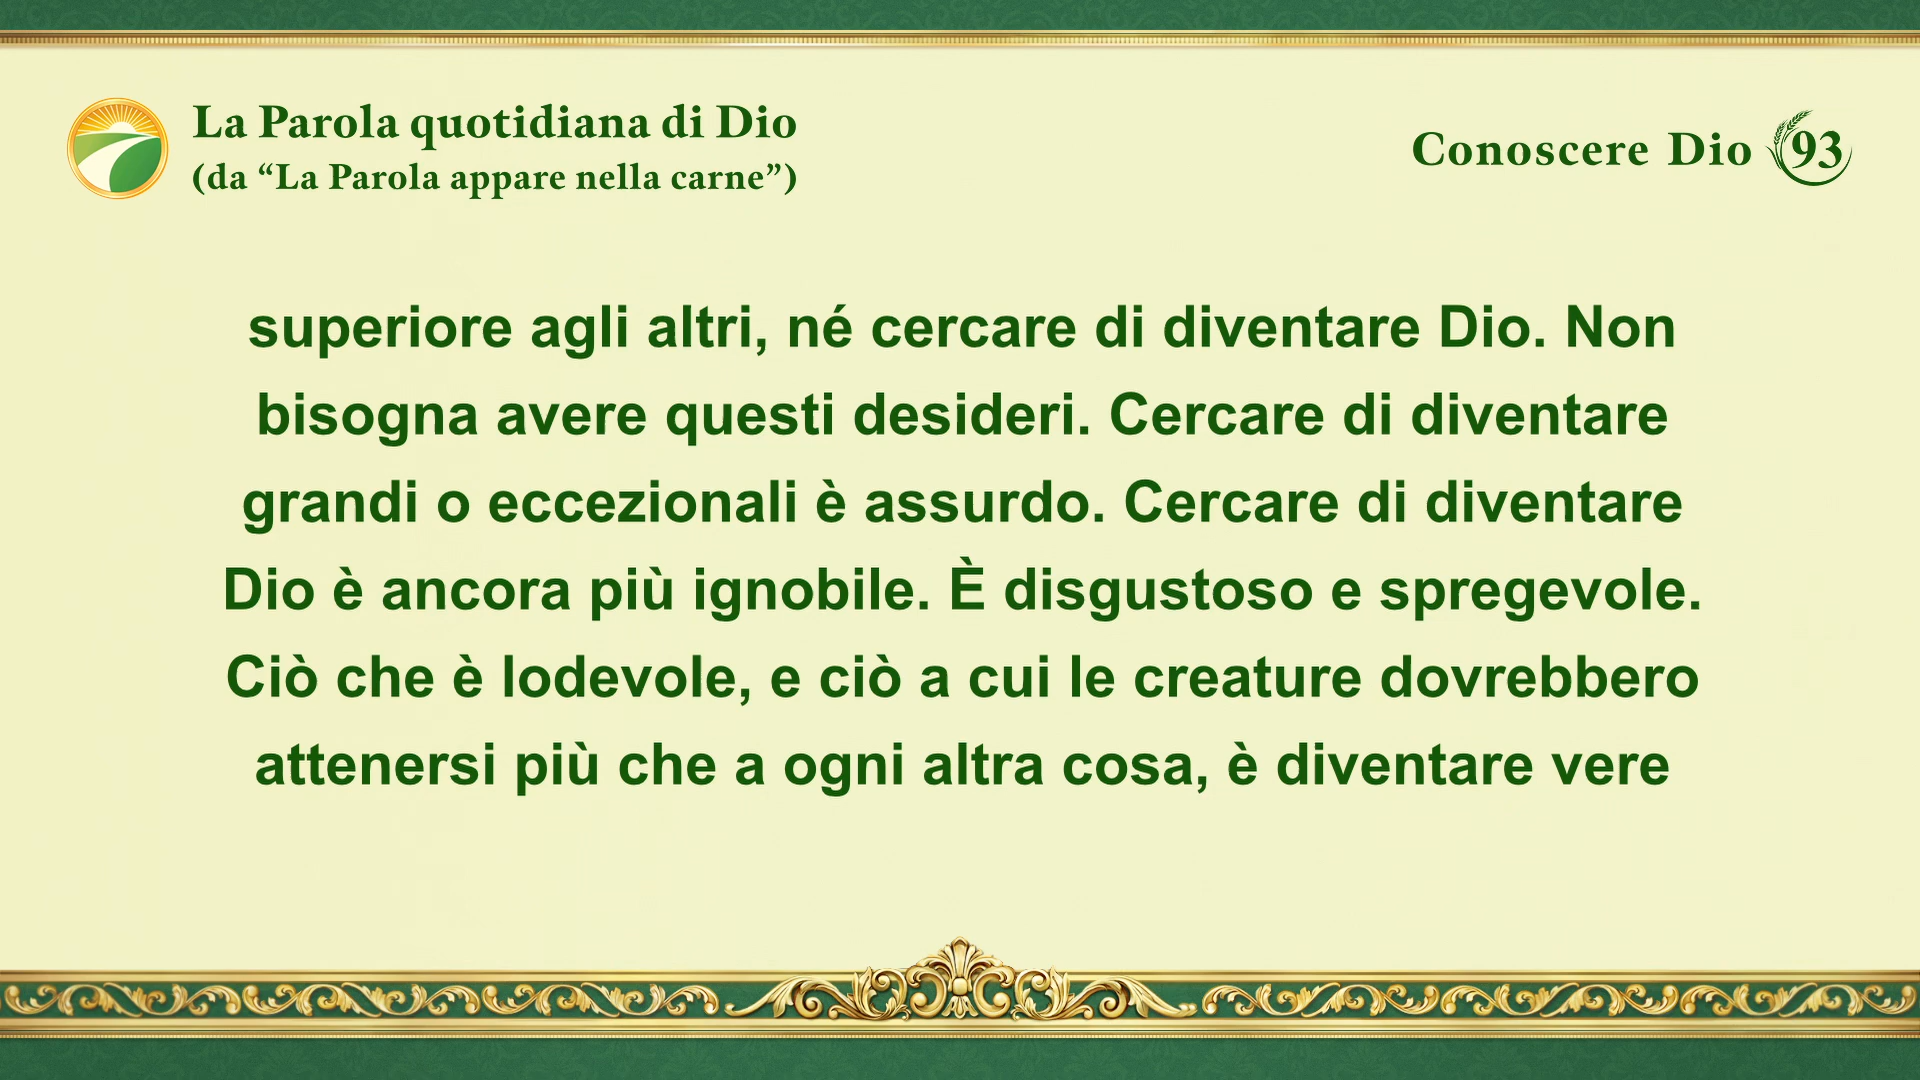 La Parola quotidiana di Dio
(da “La Parola appare nella carne”)
Conoscere Dio 93
superiore agli altri, né cercare di diventare Dio. Non
bisogna avere questi desideri. Cercare di diventare
grandi o eccezionali è assurdo. Cercare di diventare
Dio è ancora più ignobile. È disgustoso e spregevole.
Ciò che è lodevole, e ciò a cui le creature dovrebbero
attenersi più che a ogni altra cosa, è diventare vere